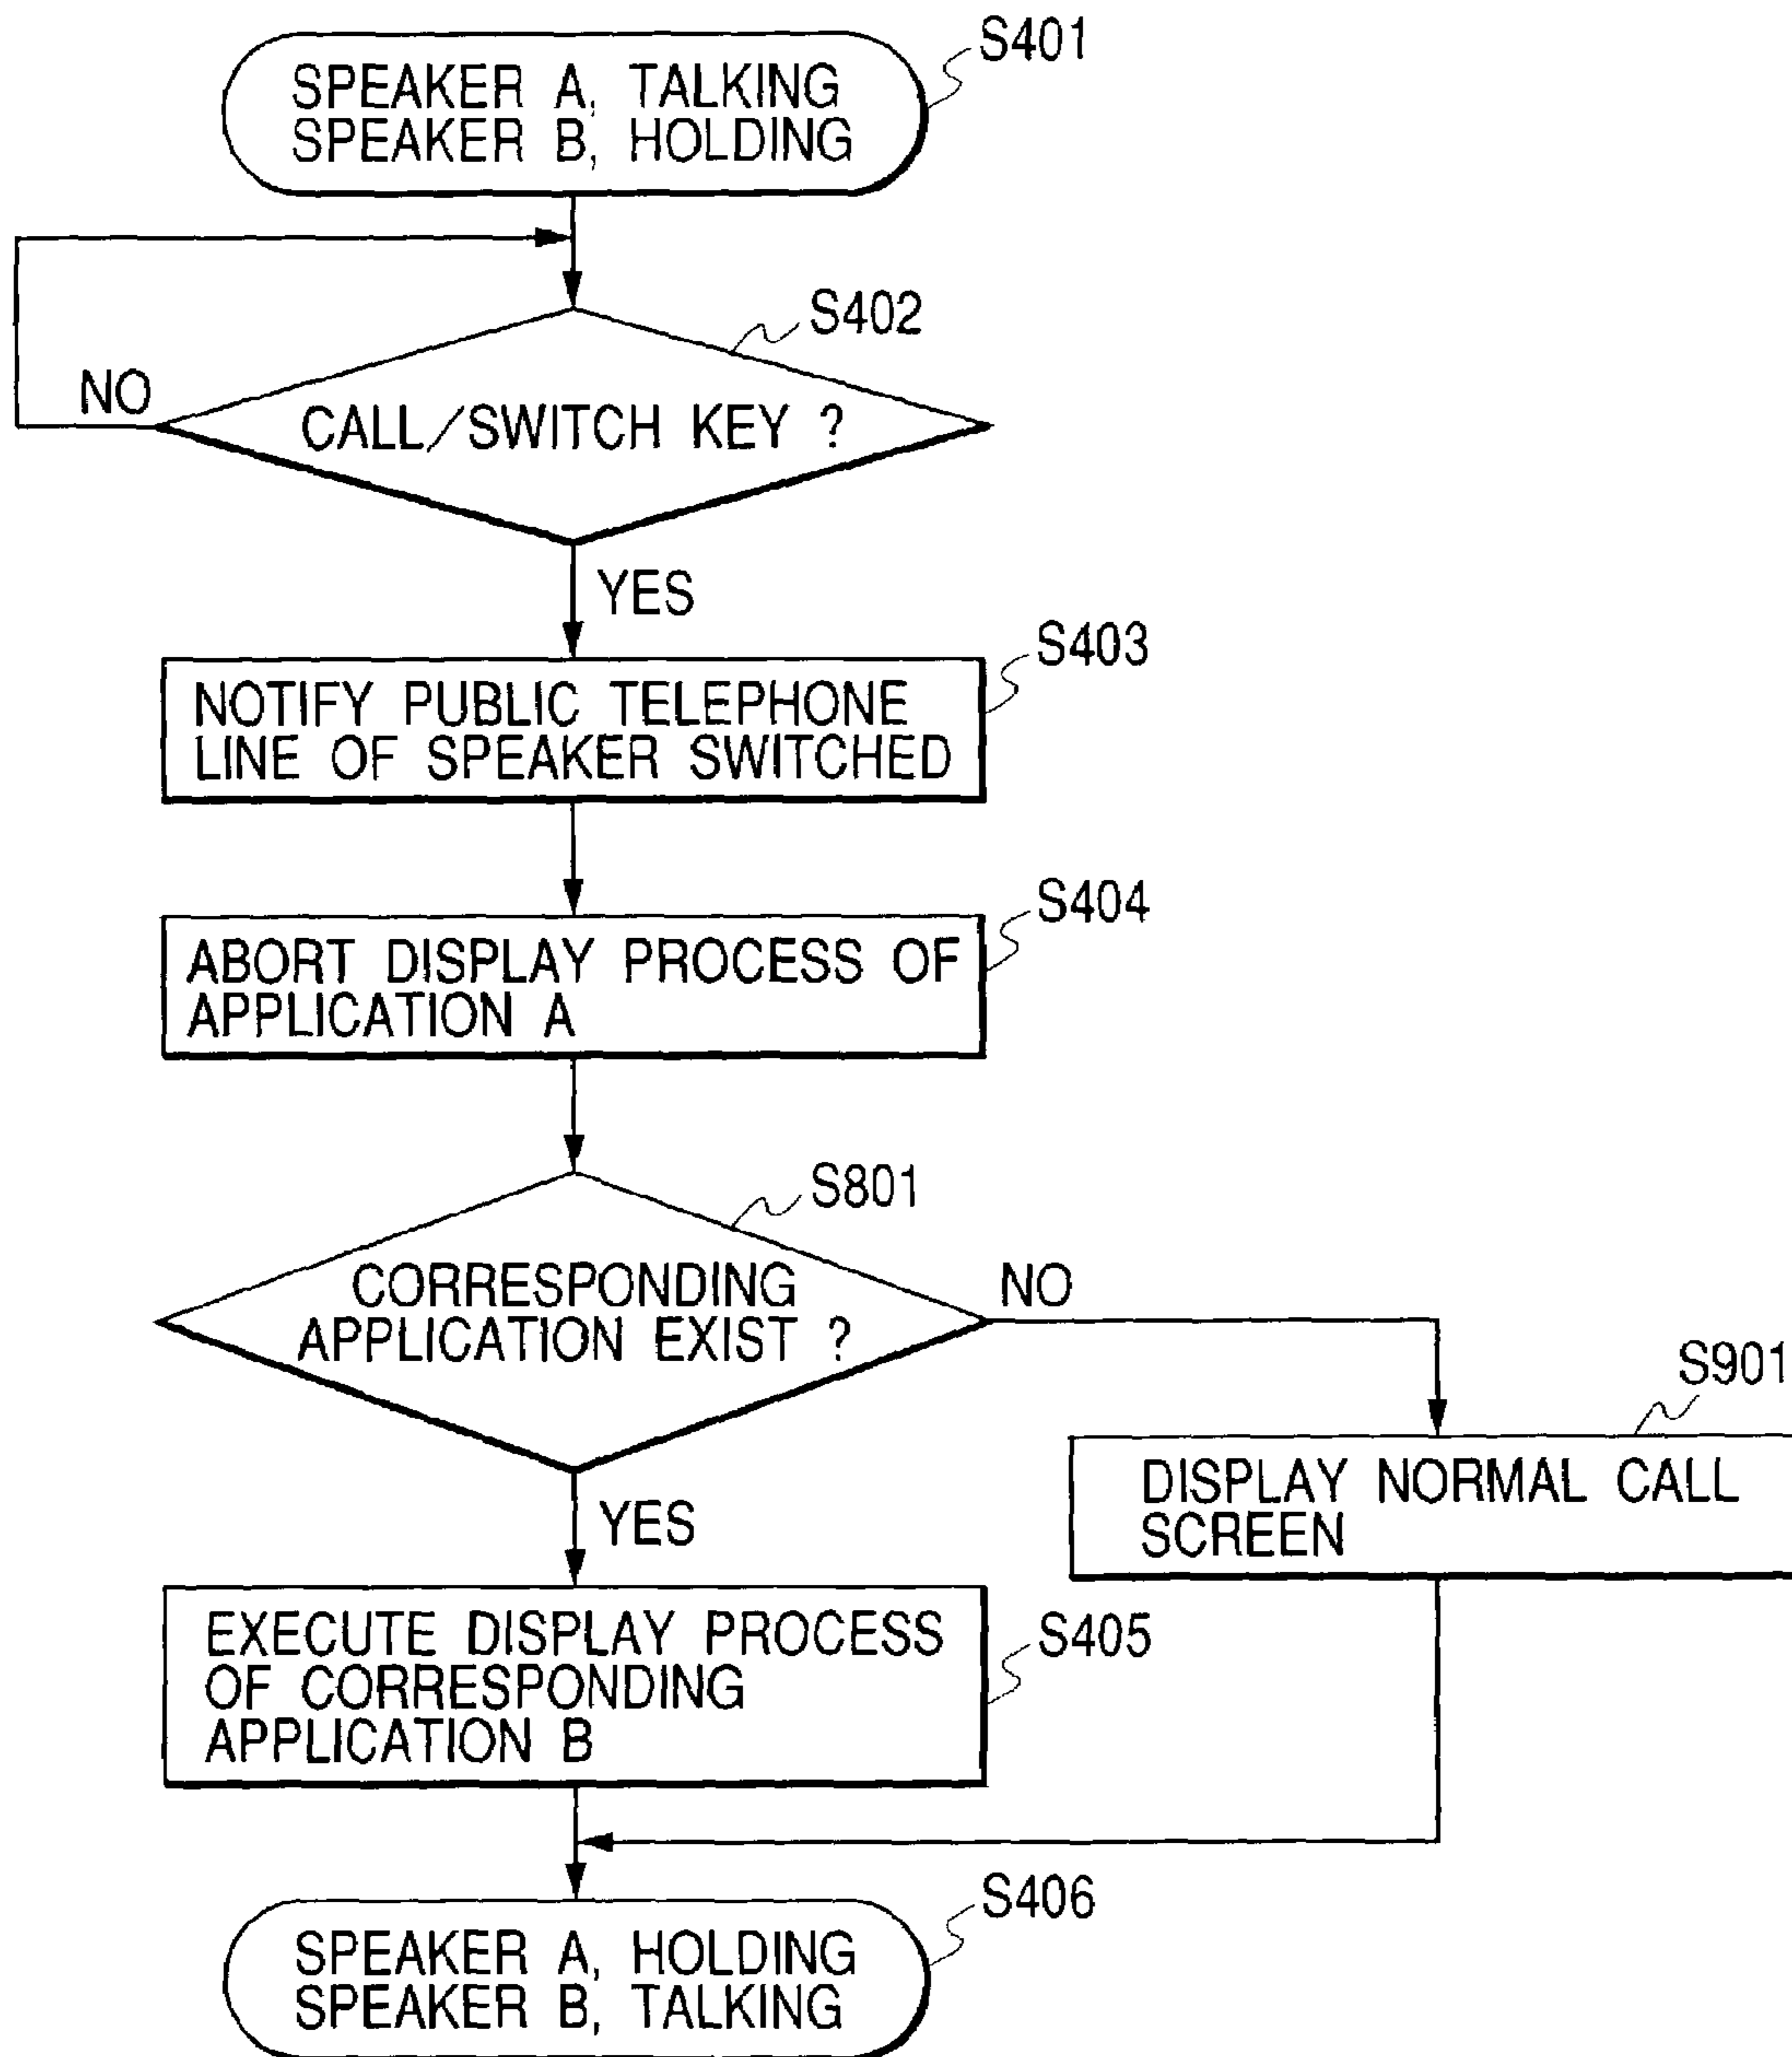 S401
SPEAKER A, TALKING
SPEAKER B, HOLDING
S402
NO
CALL/SWITCH KEY ?
YES
S403
NOTIFY PUBLIC TELEPHONE
LINE OF SPEAKER SWITCHED
S404
ABORT DISPLAY PROCESS OF
APPLICATION A
S801
CORRESPONDING
APPLICATION EXIST ?
NO
S901
DISPLAY NORMAL CALL
SCREEN
YES
EXECUTE DISPLAY PROCESS
OF CORRESPONDING
APPLICATION B
S405
S406
SPEAKER A, HOLDING
SPEAKER B, TALKING